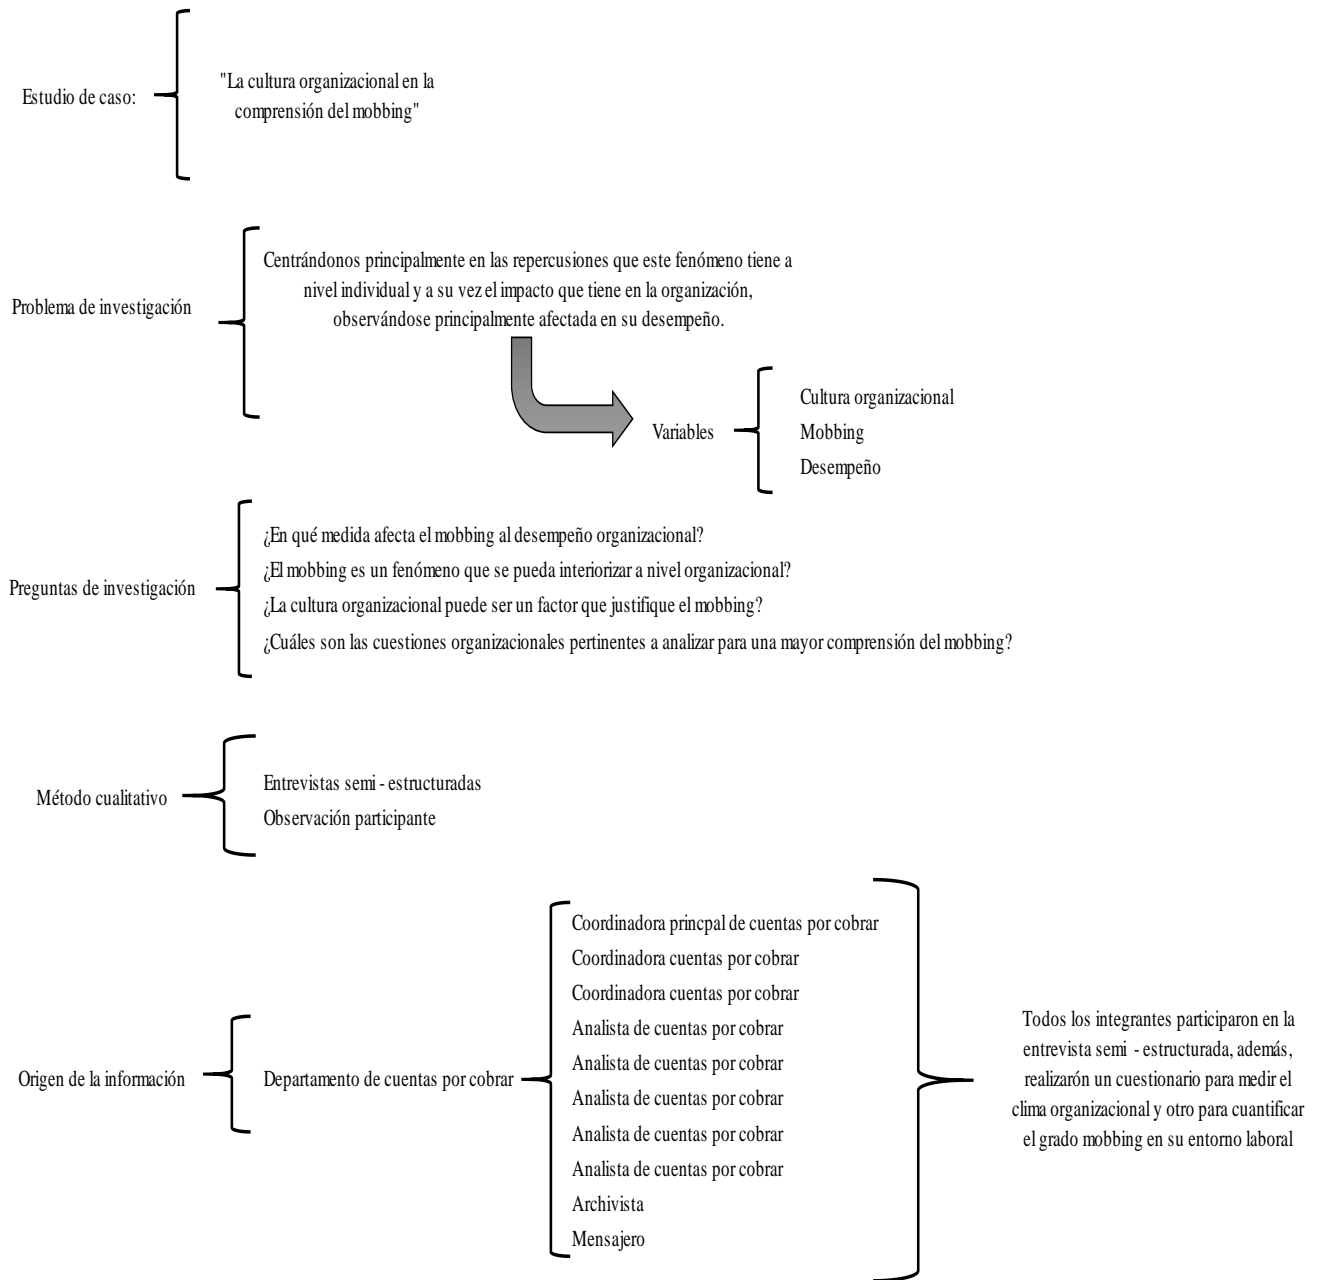 Estudio de caso:
"La cultura organizacional en la
comprensión del mobbing"
Problema de investigación
Centrándonos principalmente en las repercusiones que este fenómeno tiene a
nivel individual y a su vez el impacto que tiene en la organización,
observándose principalmente afectada en su desempeño.
Variables
Cultura organizacional
Mobbing
Desempeño
Preguntas de investigación
¿En qué medida afecta el mobbing al desempeño organizacional?
¿El mobbing es un fenómeno que se pueda interiorizar a nivel organizacional?
¿La cultura organizacional puede ser un factor que justifique el mobbing?
¿Cuáles son las cuestiones organizacionales pertinentes a analizar para una mayor comprensión del mobbing?
Método cualitativo
Entrevistas semi - estructuradas
Observación participante
Origen de la información
Departamento de cuentas por cobrar
Coordinadora princpal de cuentas por cobrar
Coordinadora cuentas por cobrar
Coordinadora cuentas por cobrar
Analista de cuentas por cobrar
Analista de cuentas por cobrar
Analista de cuentas por cobrar
Analista de cuentas por cobrar
Analista de cuentas por cobrar
Archivista
Mensajero
Todos los integrantes participaron en la
entrevista semi - estructurada, además,
realizarón un cuestionario para medir el
clima organizacional y otro para cuantificar
el grado mobbing en su entorno laboral